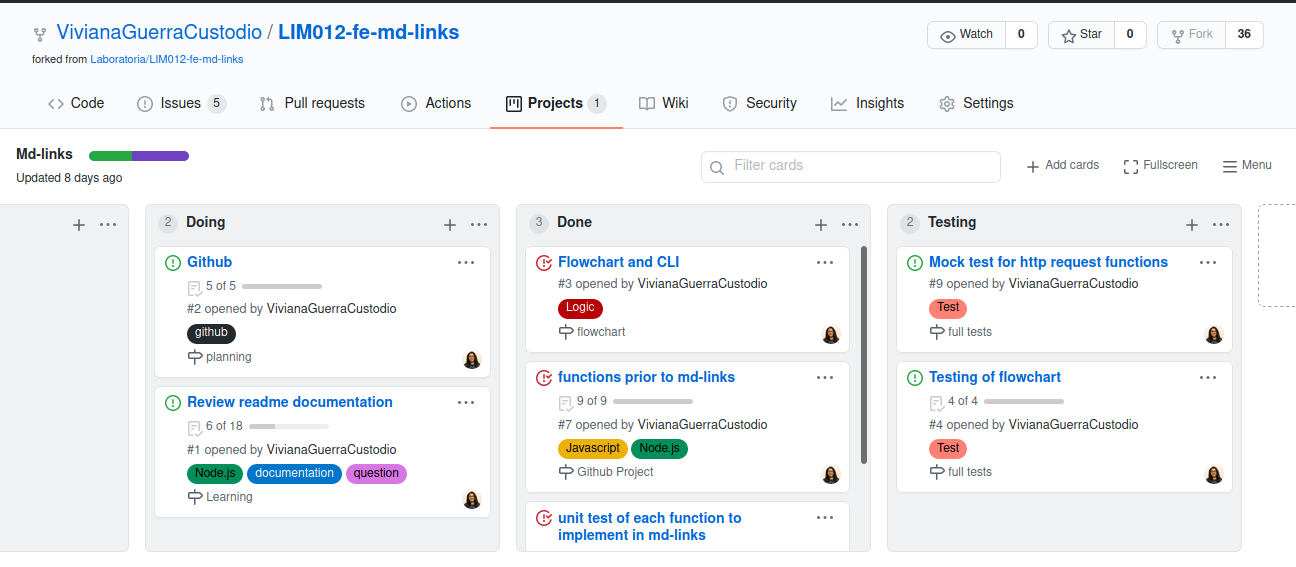 VivianaGuerraCustodio / LIM012-fe-md-links
forked from Laboratoria/LIM012-fe-md-links
Watch 0 Star 0 Fork 36
Code Issues 5 Pull requests Actions Projects 1 Wiki Security Insights Settings
Md-links
Updated 8 days ago
Filter cards
Add cards Fullscreen Menu
2 Doing
Github
5 of 5
#2 opened by VivianaGuerraCustodio
github
planning
Review readme documentation
6 of 18
#1 opened by VivianaGuerraCustodio
Node.js documentation question
Learning
3 Done
Flowchart and CLI
#3 opened by VivianaGuerraCustodio
Logic
flowchart
functions prior to md-links
9 of 9
#7 opened by VivianaGuerraCustodio
Javascript Node.js
Github Project
unit test of each function to
implement in md-links
2 Testing
Mock test for http request functions
#9 opened by VivianaGuerraCustodio
Test
full tests
Testing of flowchart
4 of 4
#4 opened by VivianaGuerraCustodio
Test
full tests